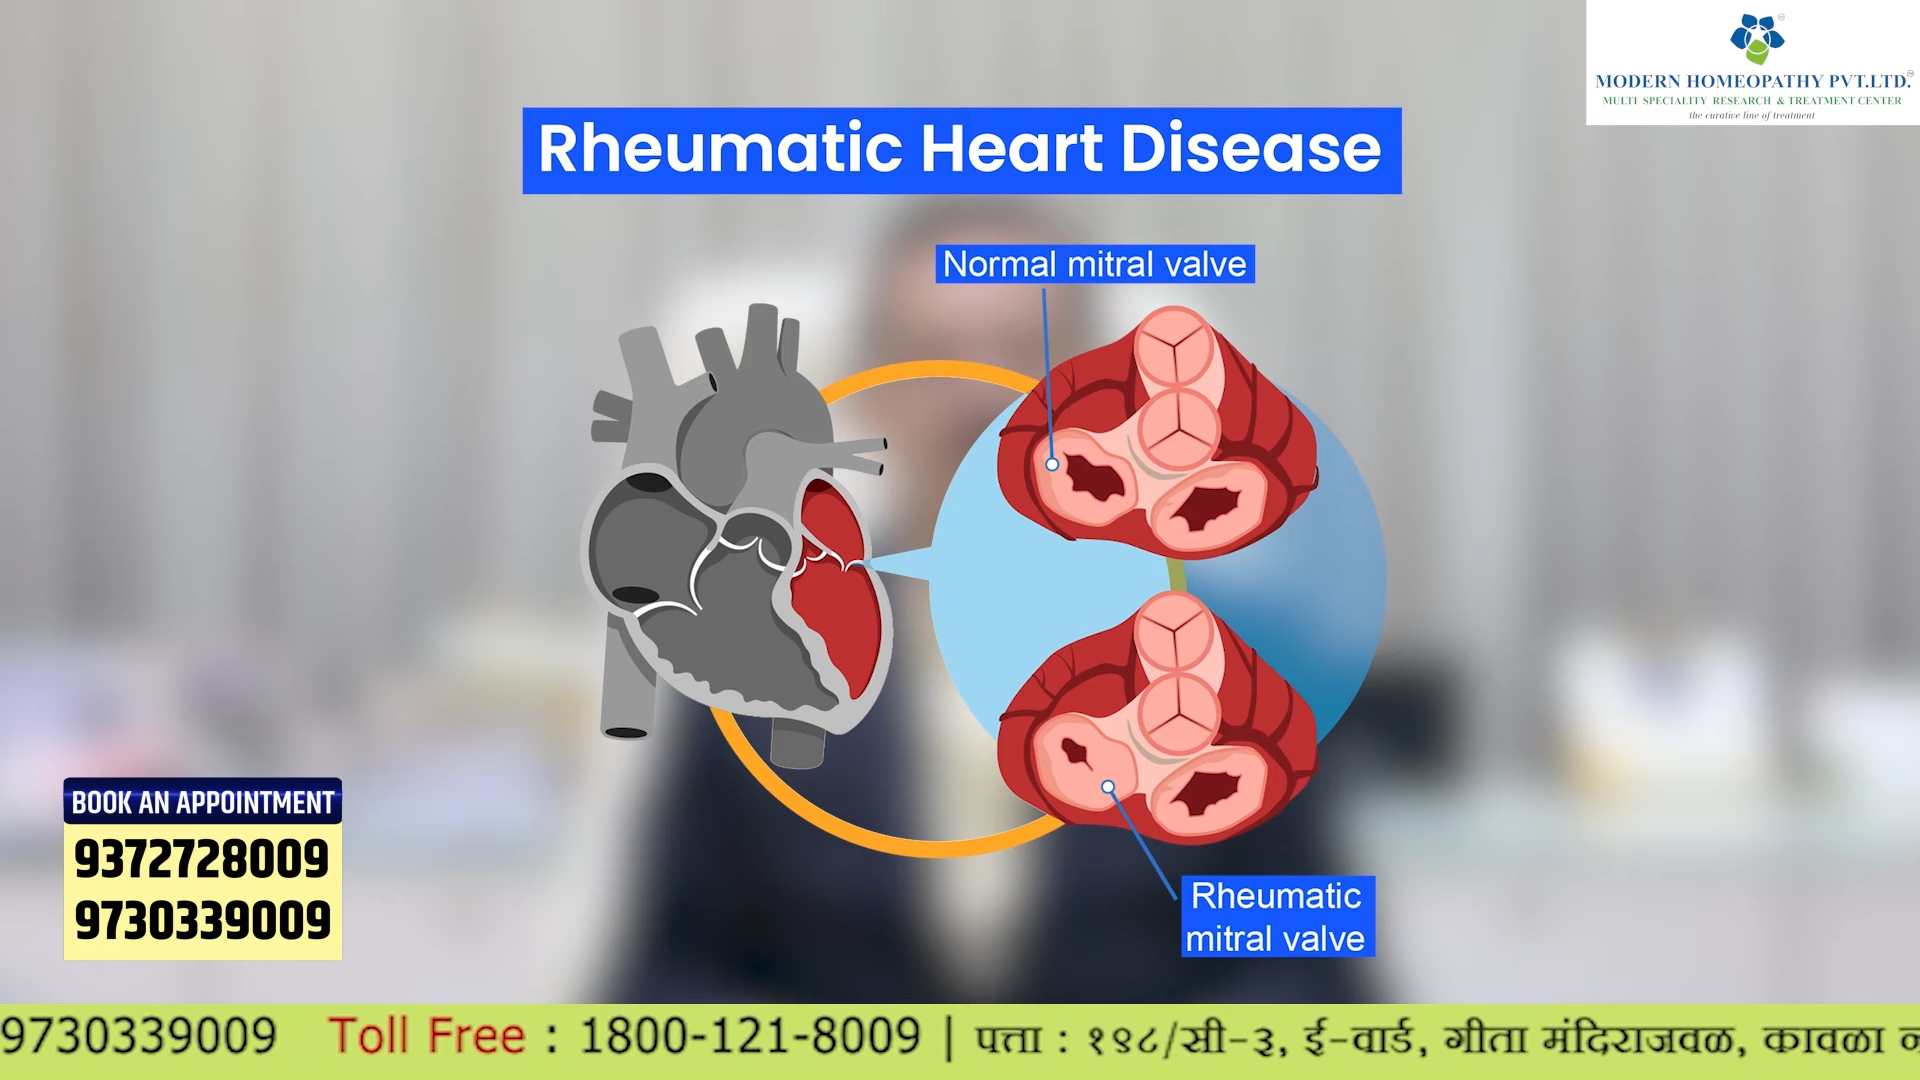 MODERN HOMEOPATHY PVT.LTD.
MULTI SPECIALITY RESEARCH & TREATMENT CENTER
the curative line of treatment
Rheumatic Heart Disease
Normal mitral valve
Rheumatic
mitral valve
BOOK AN APPOINTMENT
9372728009
9730339009
9730339009 Toll Free : 1800-121-8009 | पत्ता : १९८/सी-३, ई-वार्ड, गीता मंदिराजवळ, कावळा